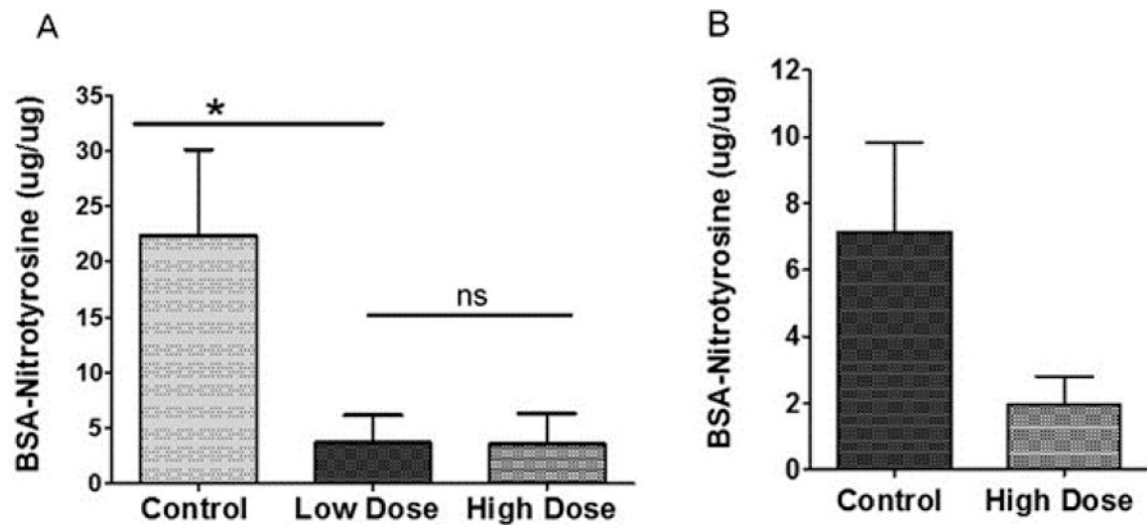 A
BSA-Nitrotyrosine (ug/ug)
35
30
25
20
15
10
5
0
*
ns
Control Low Dose High Dose
B
BSA-Nitrotyrosine (ug/ug)
12
10
8
6
4
2
0
Control High Dose